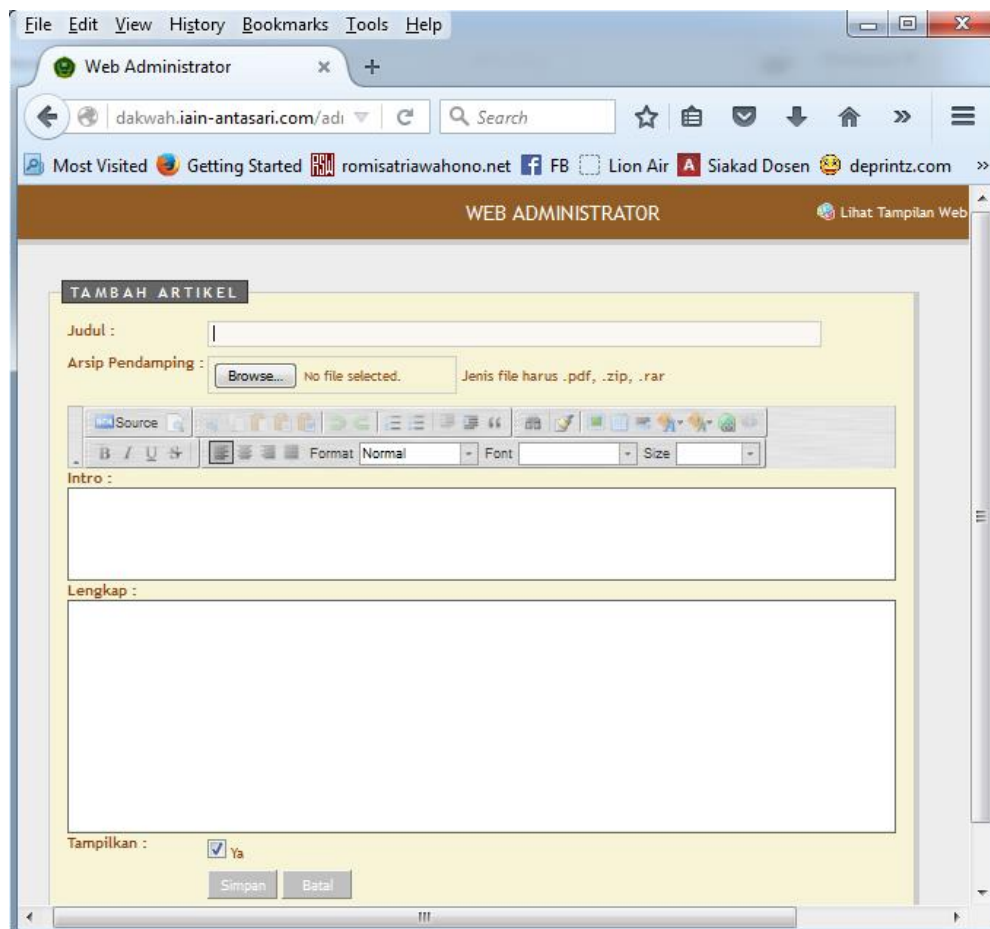 File Edit View History Bookmarks Tools Help
Web Administrator
dakwah.iain-antasari.com/adı Search
Most Visited Getting Started RSW romisatriawahono.net FB Lion Air A Siakad Dosen deprintz.com »
WEB ADMINISTRATOR Lihat Tampilan Web
TAMBAH ARTIKEL
Judul :
Arsip Pendamping : Browse... No file selected. Jenis file harus .pdf, .zip, .rar
Source
B I U S Format Normal Font Size
Intro :
Lengkap :
Tampilkan : Ya
Simpan Batal